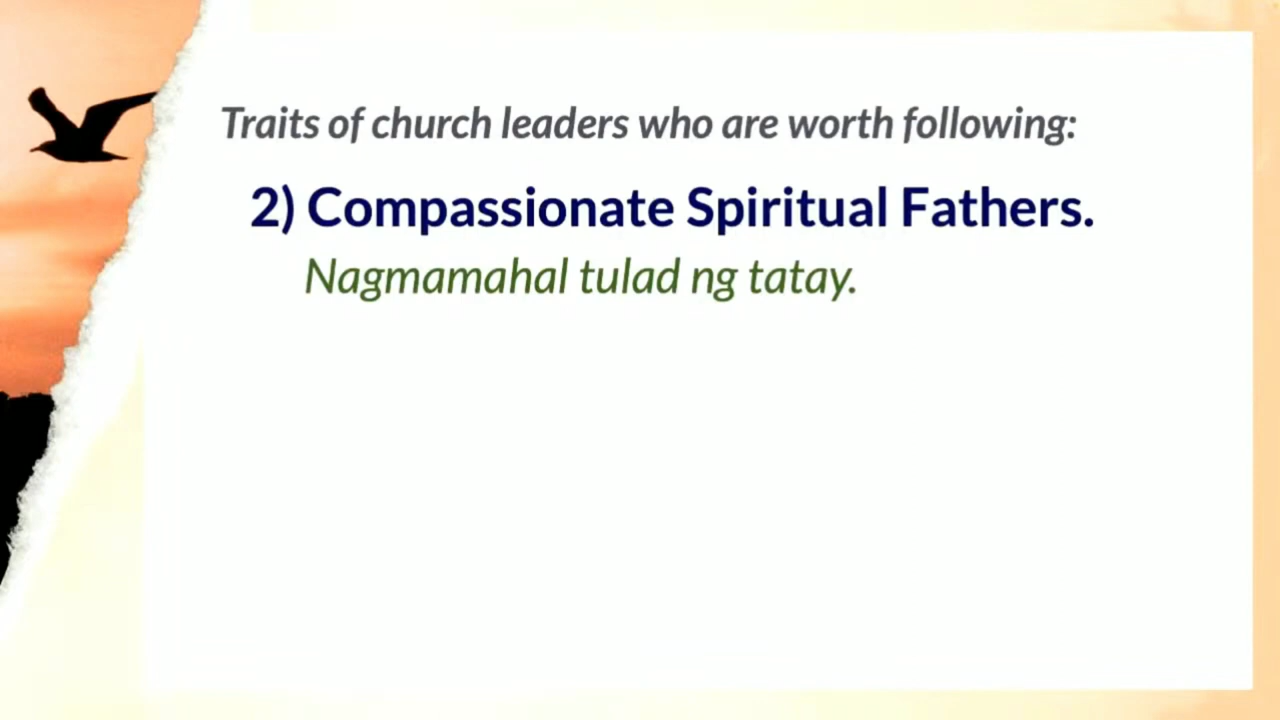 Traits of church leaders who are worth following:
2) Compassionate Spiritual Fathers.
Nagmamahal tulad ng tatay.